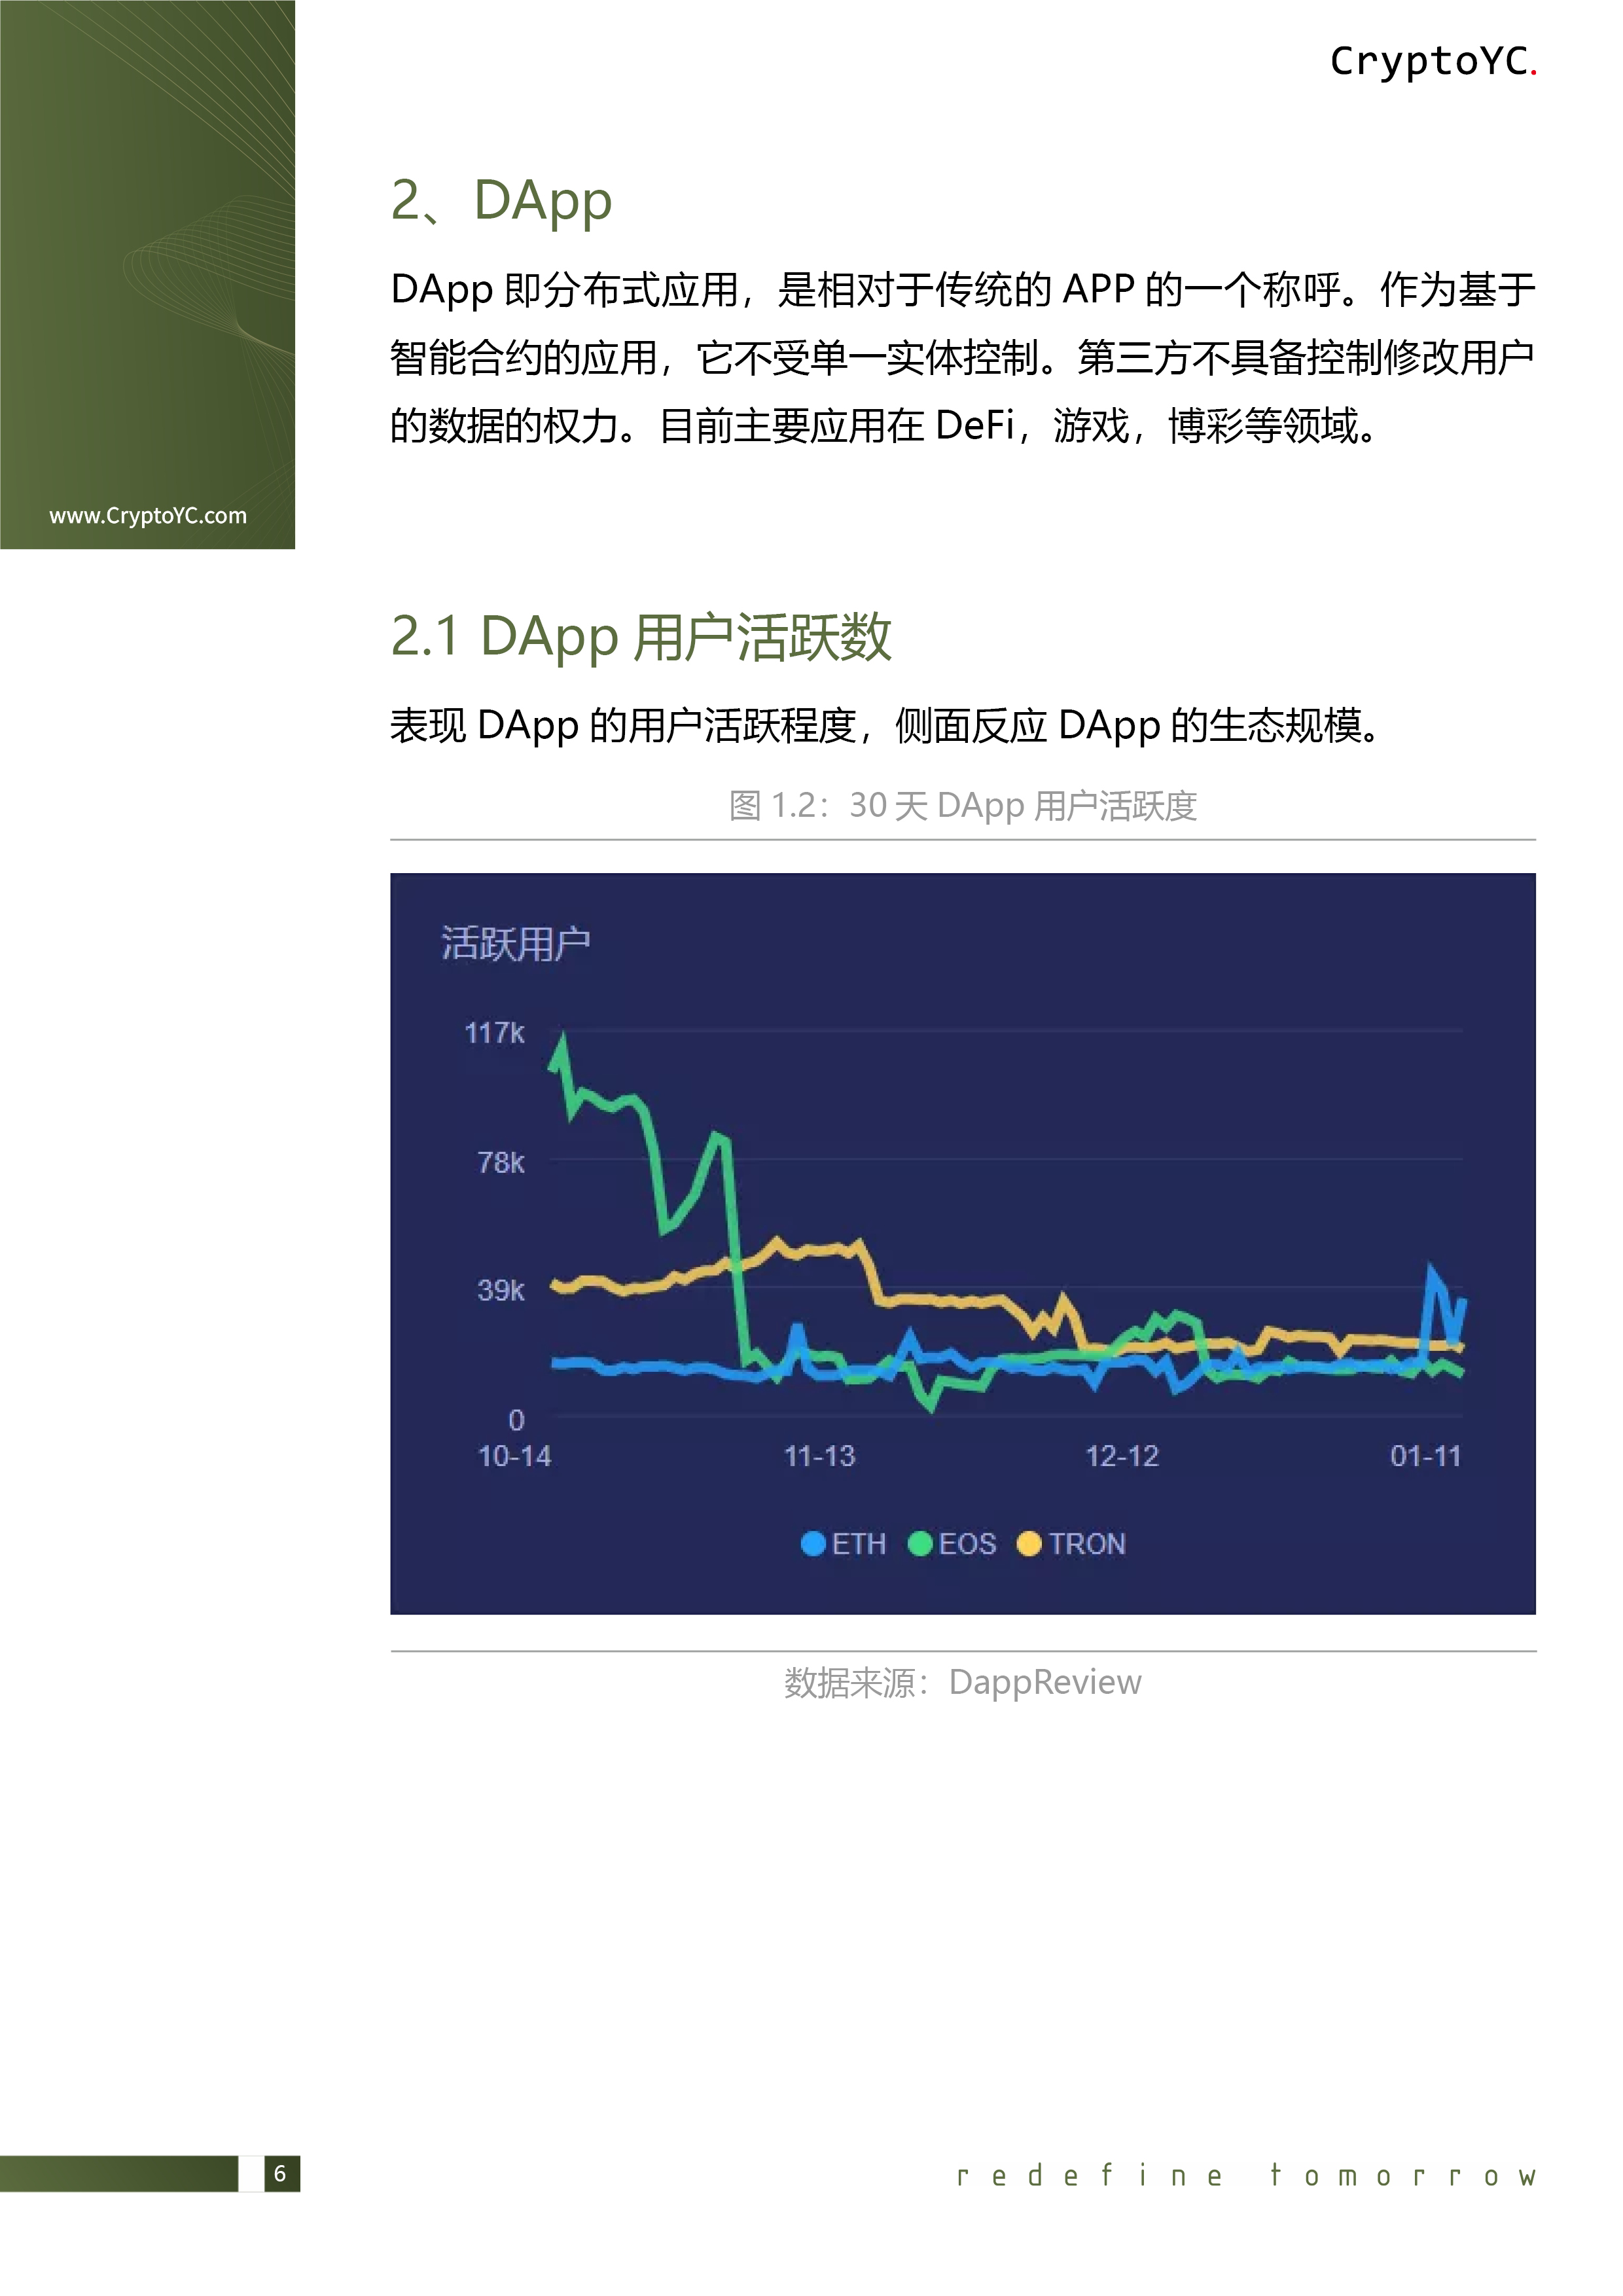 CryptoYC.
www.CryptoYC.com
2、DApp
DApp 即分布式应用，是相对于传统的 APP 的一个称呼。作为基于
智能合约的应用，它不受单一实体控制。第三方不具备控制修改用户
的数据的权力。目前主要应用在 DeFi，游戏，博彩等领域。
2.1 DApp 用户活跃数
表现 DApp 的用户活跃程度，侧面反应 DApp 的生态规模。
图 1.2：30 天 DApp 用户活跃度
活跃用户
117k
78k
39k
0
10-14 11-13 12-12 01-11
ETH EOS TRON
数据来源：DappReview
6
redefine tomorrow